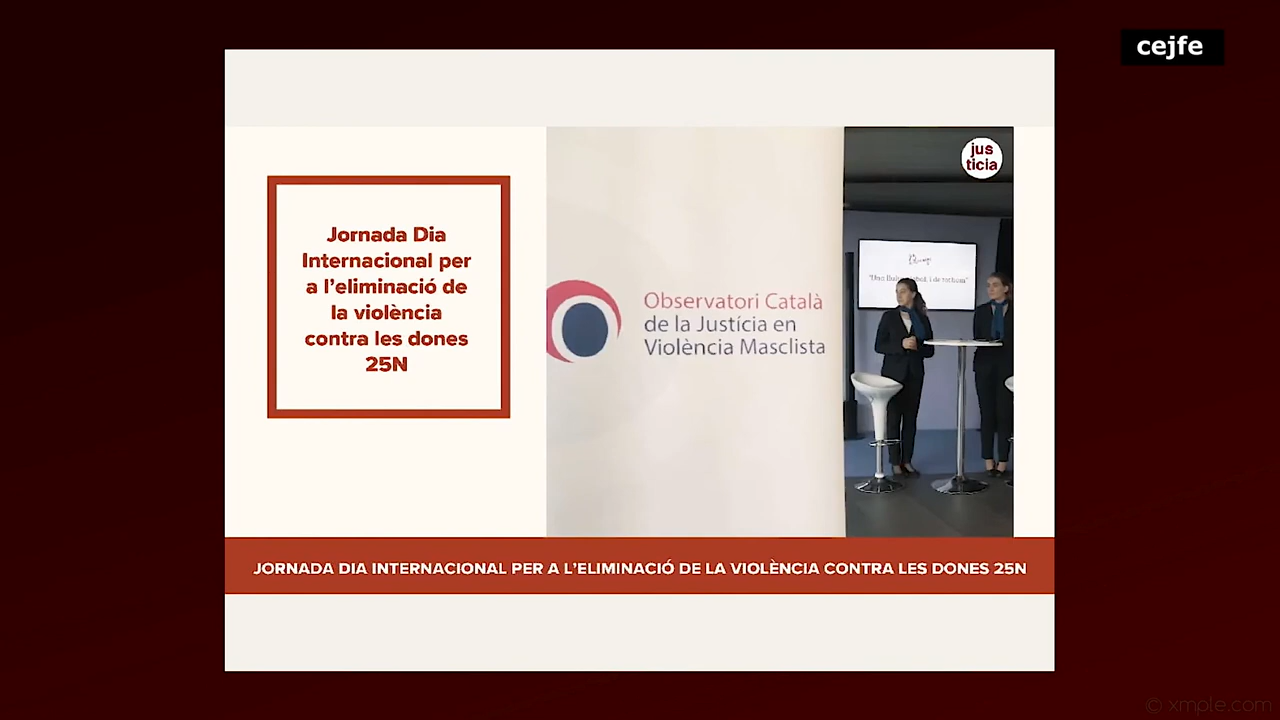 cejfe
jus
ticia
Jornada Dia
Internacional per
a l'eliminació de
la violència
contra les dones
25N
Observatori Català
de la Justícia en
Violència Masclista
JORNADA DIA INTERNACIONAL PER A L'ELIMINACIÓ DE LA VIOLÈNCIA CONTRA LES DONES 25N
© xmple.com